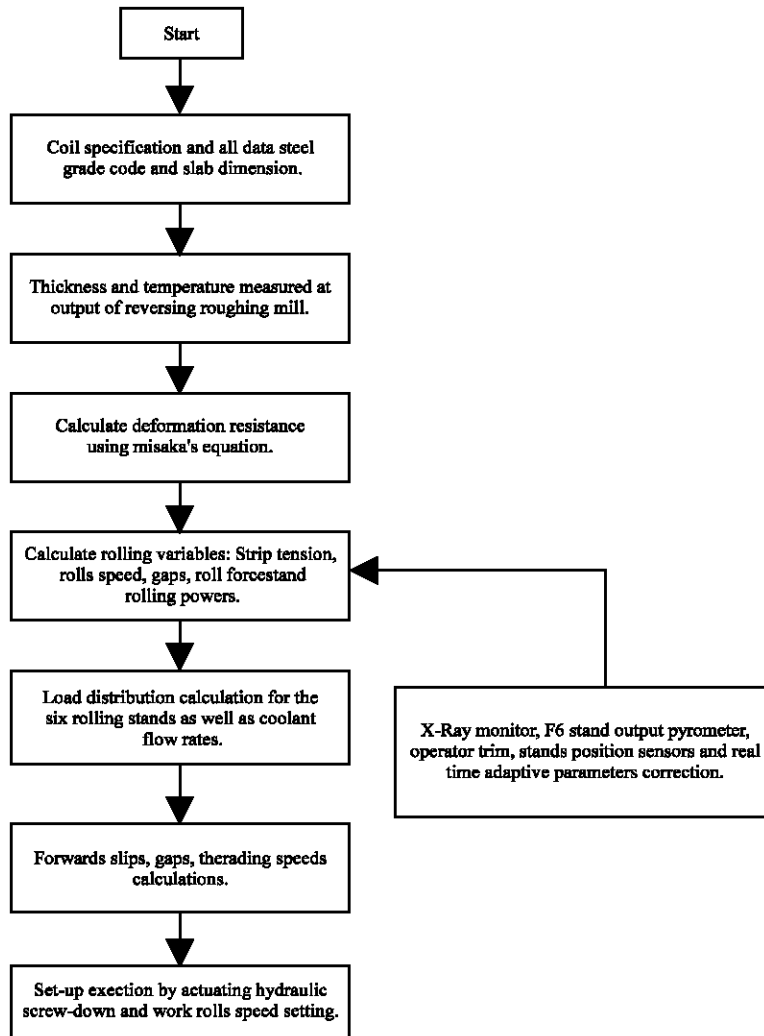 Start
Coil specification and all data steel
grade code and slab dimension.
Thickness and temperature measured at
output of reversing roughing mill.
Calculate deformation resistance
using misaka's equation.
Calculate rolling variables: Strip tension,
rolls speed, gaps, roll forcestand
rolling powers.
Load distribution calculation for the
six rolling stands as well as coolant
flow rates.
X-Ray monitor, F6 stand output pyrometer,
operator trim, stands position sensors and real
time adaptive parameters correction.
Forwards slips, gaps, therading speeds
calculations.
Set-up exection by actuating hydraulic
screw-down and work rolls speed setting.